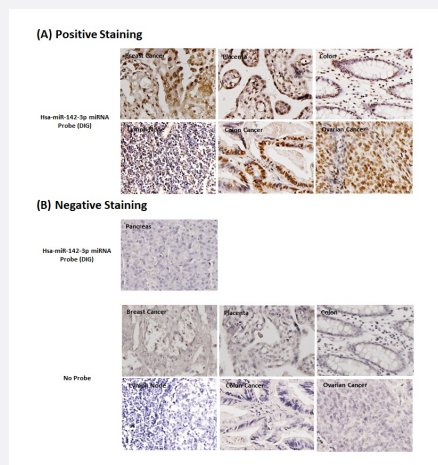 (A) Positive Staining
Breast Cancer
Placenta
Colon
Hsa-miR-142-3p miRNA
Probe (DIG)
Lymph Node
Colon Cancer
Ovarian Cancer
(B) Negative Staining
Pancreas
Hsa-miR-142-3p miRNA
Probe (DIG)
Breast Cancer
Placenta
Colon
No Probe
Lymph Node
Colon Cancer
Ovarian Cancer